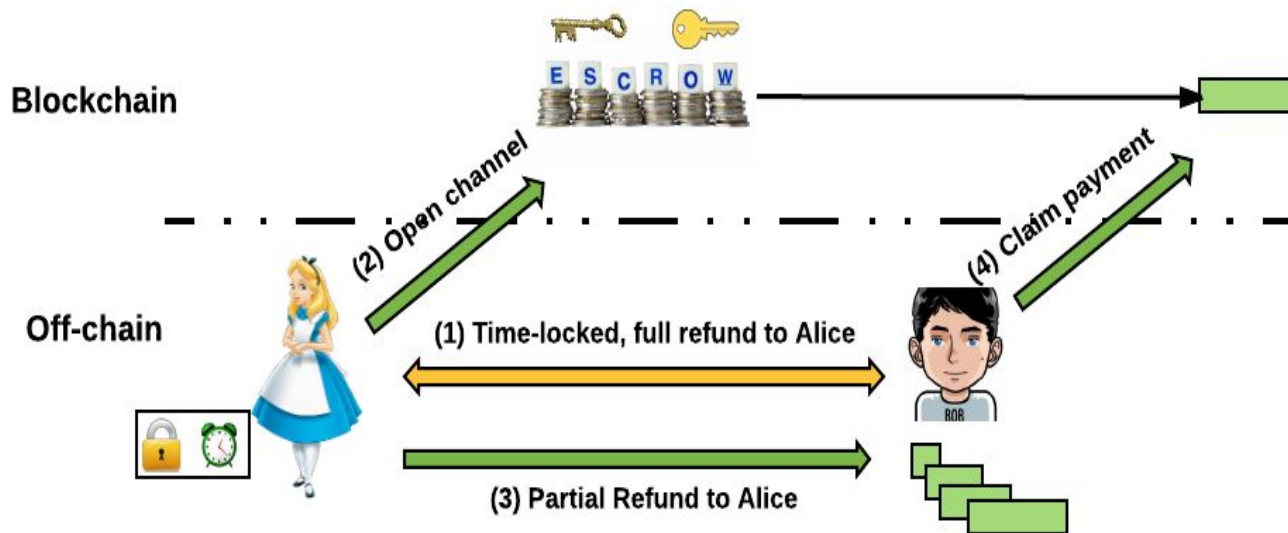 ESCROW
Blockchain
(2) Open channel
(4) Claim payment
Off-chain
(1) Time-locked, full refund to Alice
BOB
(3) Partial Refund to Alice